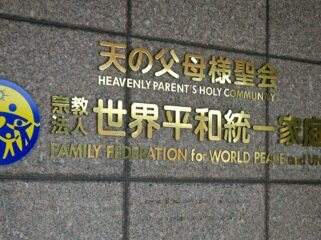 天の父母様聖会
HEAVENLY PARENT'S HOLY COMMUNITY
宗教法人 世界平和統一家庭
FAMILY FEDERATION for WORLD PEACE and UN